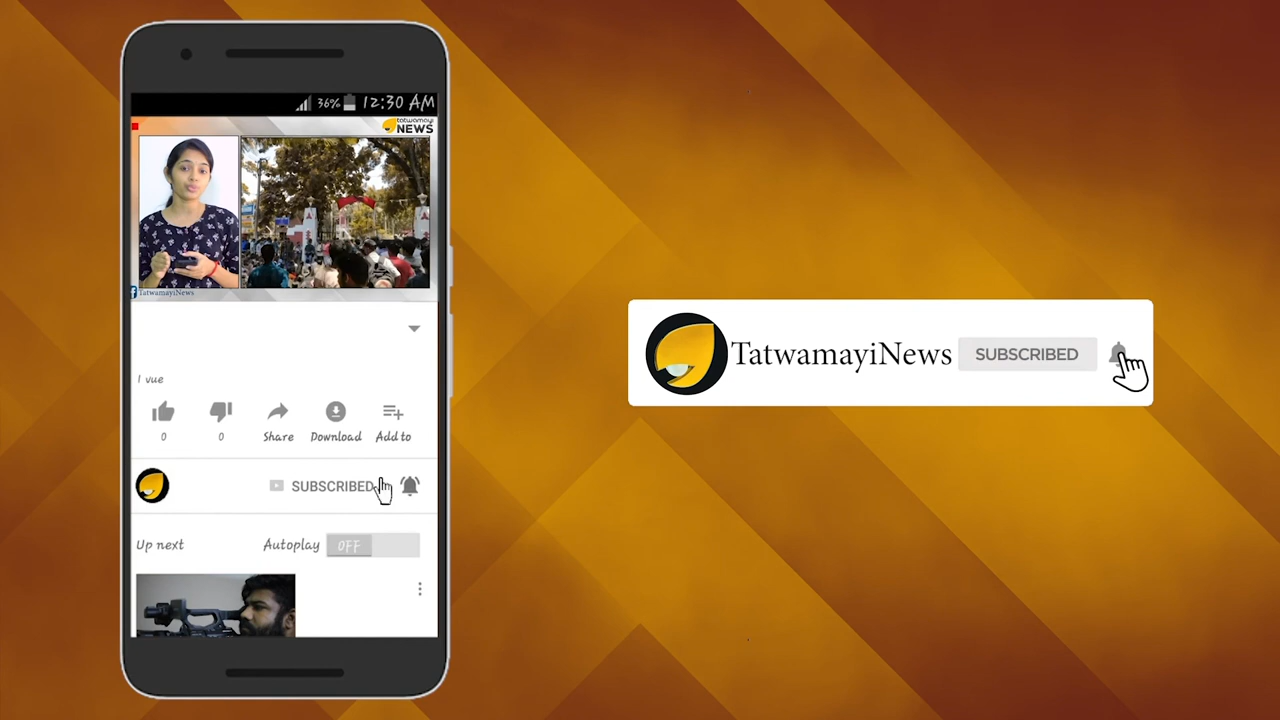 36% 12:30 AM
tatwamayi
NEWS
TatwamayiNews
1 vue
0
0
Share
Download
Add to
SUBSCRIBED
Up next
Autoplay
OFF
TatwamayiNews
SUBSCRIBED